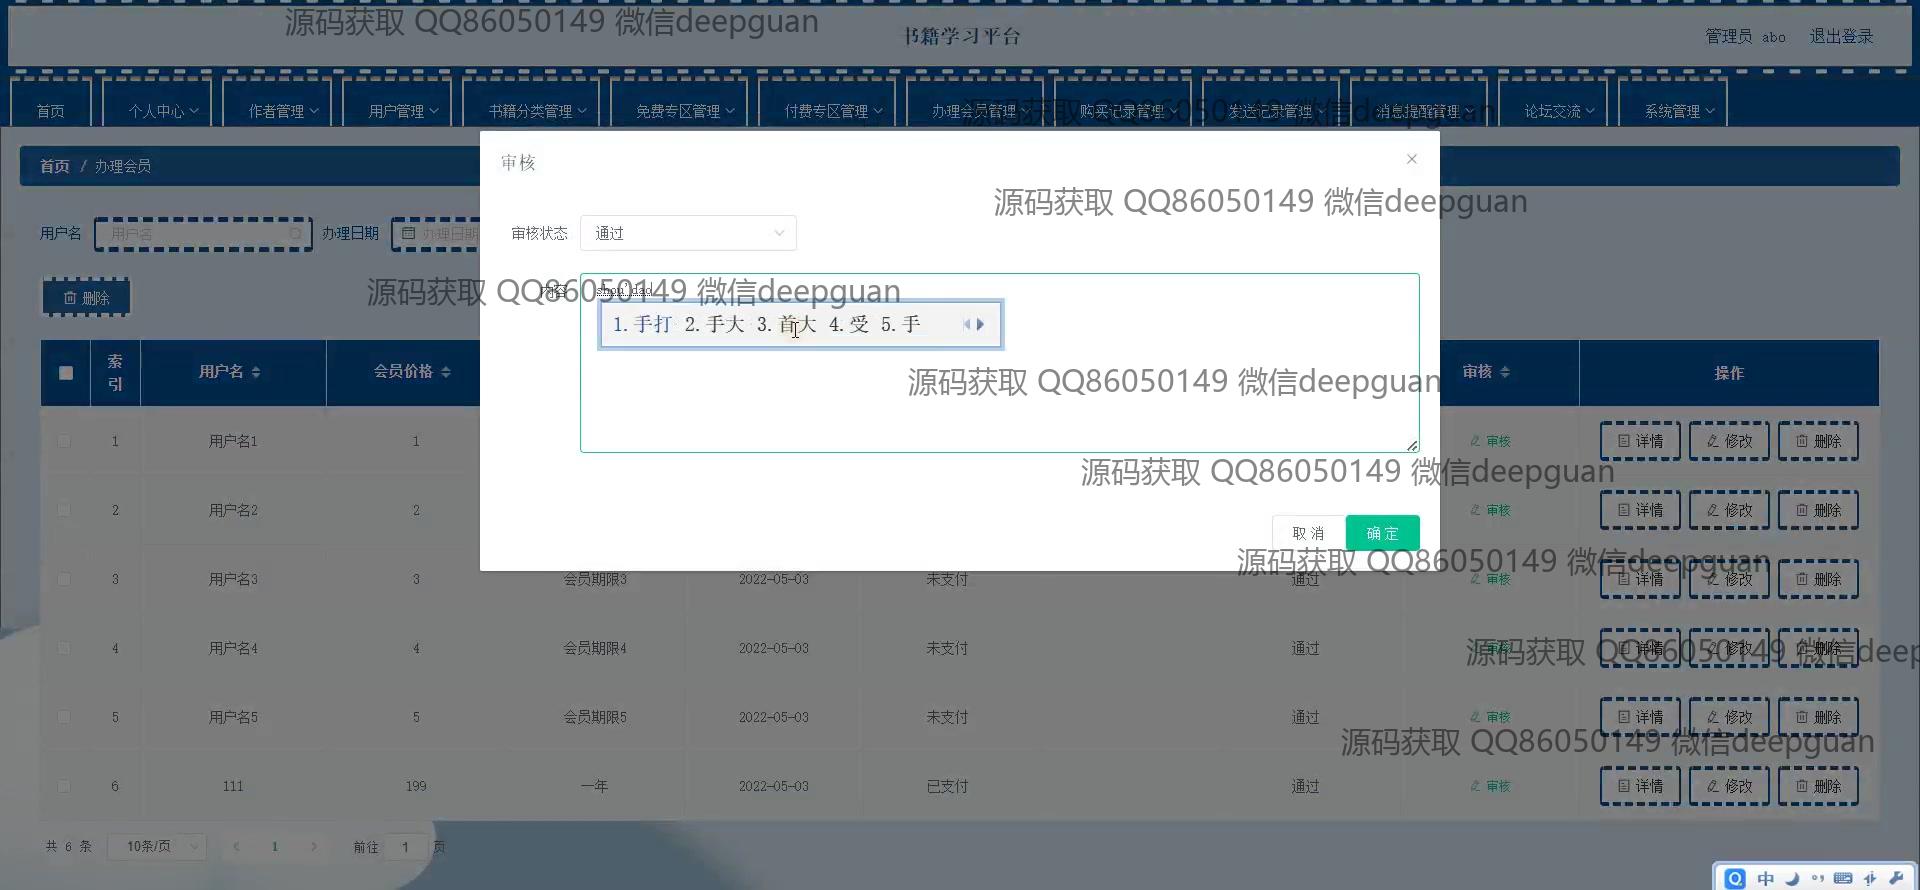 源码获取 QQ86050149 微信deepguan
书籍学习平台
管理员 abo 退出登录
首页 个人中心 作者管理 用户管理 书籍分类管理 免费专区管理 付费专区管理 办理会员管理 购买记录管理 发送记录管理 消息提醒管理 论坛交流 系统管理
源码获取 QQ86050149 微信deepguan
首页 / 办理会员
审核
源码获取 QQ86050149 微信deepguan
用户名 用户名 办理日期 办理日期
审核状态 通过
删除
源码获取 QQ86050149 微信deepguan
内容
1.手打 2.手大 3.首大 4.受 5.手
索引 用户名 会员价格 审核 操作
源码获取 QQ86050149 微信deepguan
1 用户名1 1 审核 详情 修改 删除
源码获取 QQ86050149 微信deepguan
2 用户名2 2 审核 详情 修改 删除
取消 确定
源码获取 QQ86050149 微信deepguan
3 用户名3 3 会员期限3 2022-05-03 未支付 通过 审核 详情 修改 删除
4 用户名4 4 会员期限4 2022-05-03 未支付 通过 审核 详情 修改 删除
源码获取 QQ86050149 微信deep
5 用户名5 5 会员期限5 2022-05-03 未支付 通过 审核 详情 修改 删除
源码获取 QQ86050149 微信deepguan
6 111 199 一年 2022-05-03 已支付 通过 审核 详情 修改 删除
共 6 条 10条/页 1 前往 1 页
中